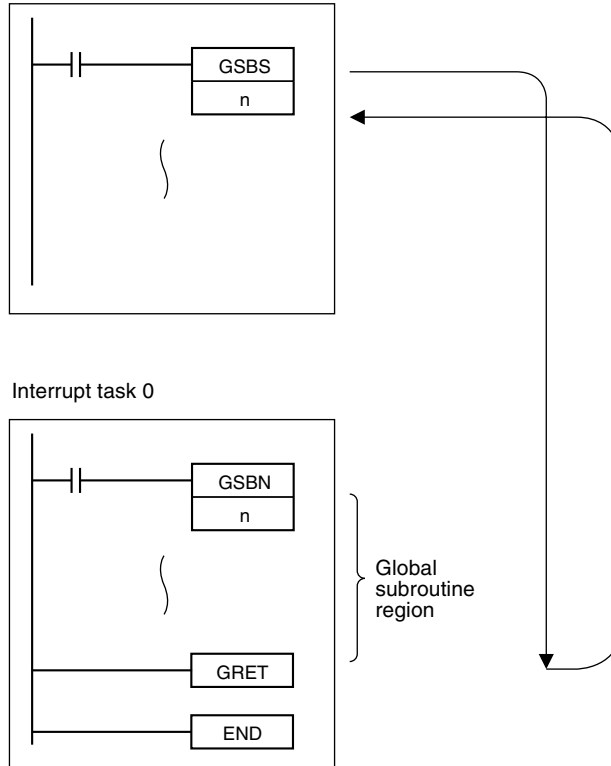 GSBS
n
Interrupt task 0
GSBN
n
Global
subroutine
region
GRET
END